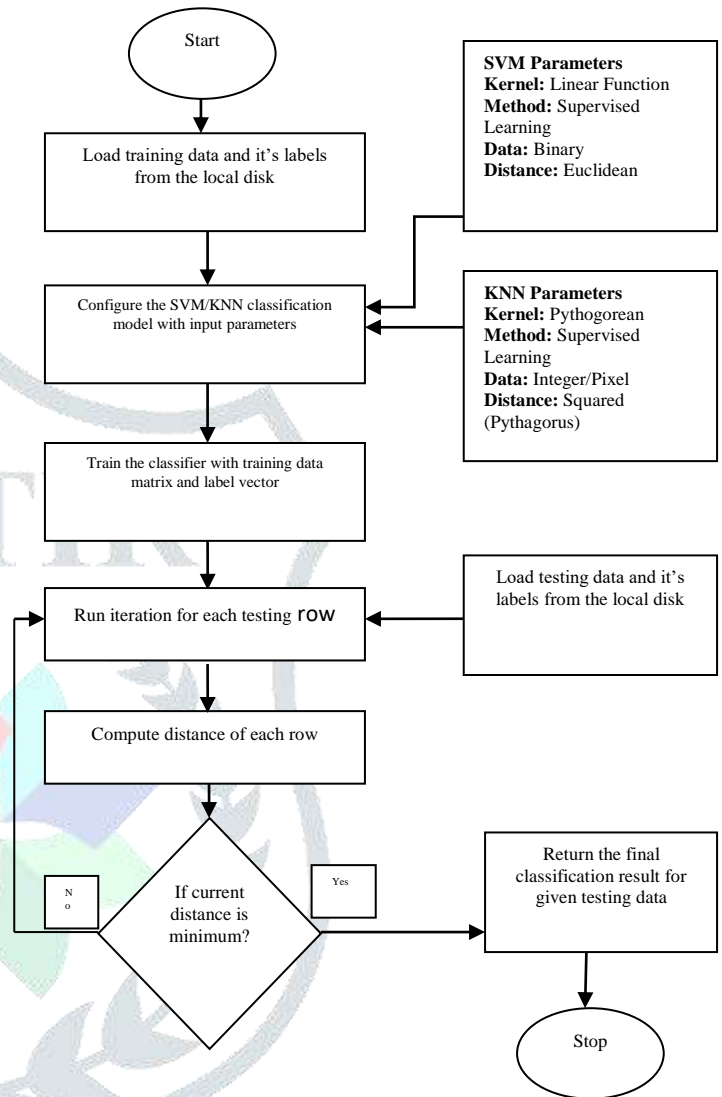 Start
SVM Parameters
Kernel: Linear Function
Method: Supervised
Learning
Data: Binary
Distance: Euclidean
Load training data and it's labels
from the local disk
Configure the SVM/KNN classification
model with input parameters
KNN Parameters
Kernel: Pythogorean
Method: Supervised
Learning
Data: Integer/Pixel
Distance: Squared
(Pythagorus)
Train the classifier with training data
matrix and label vector
Load testing data and it's
labels from the local disk
Run iteration for each testing row
Compute distance of each row
If current
distance is
minimum?
N
o
Yes
Return the final
classification result for
given testing data
Stop